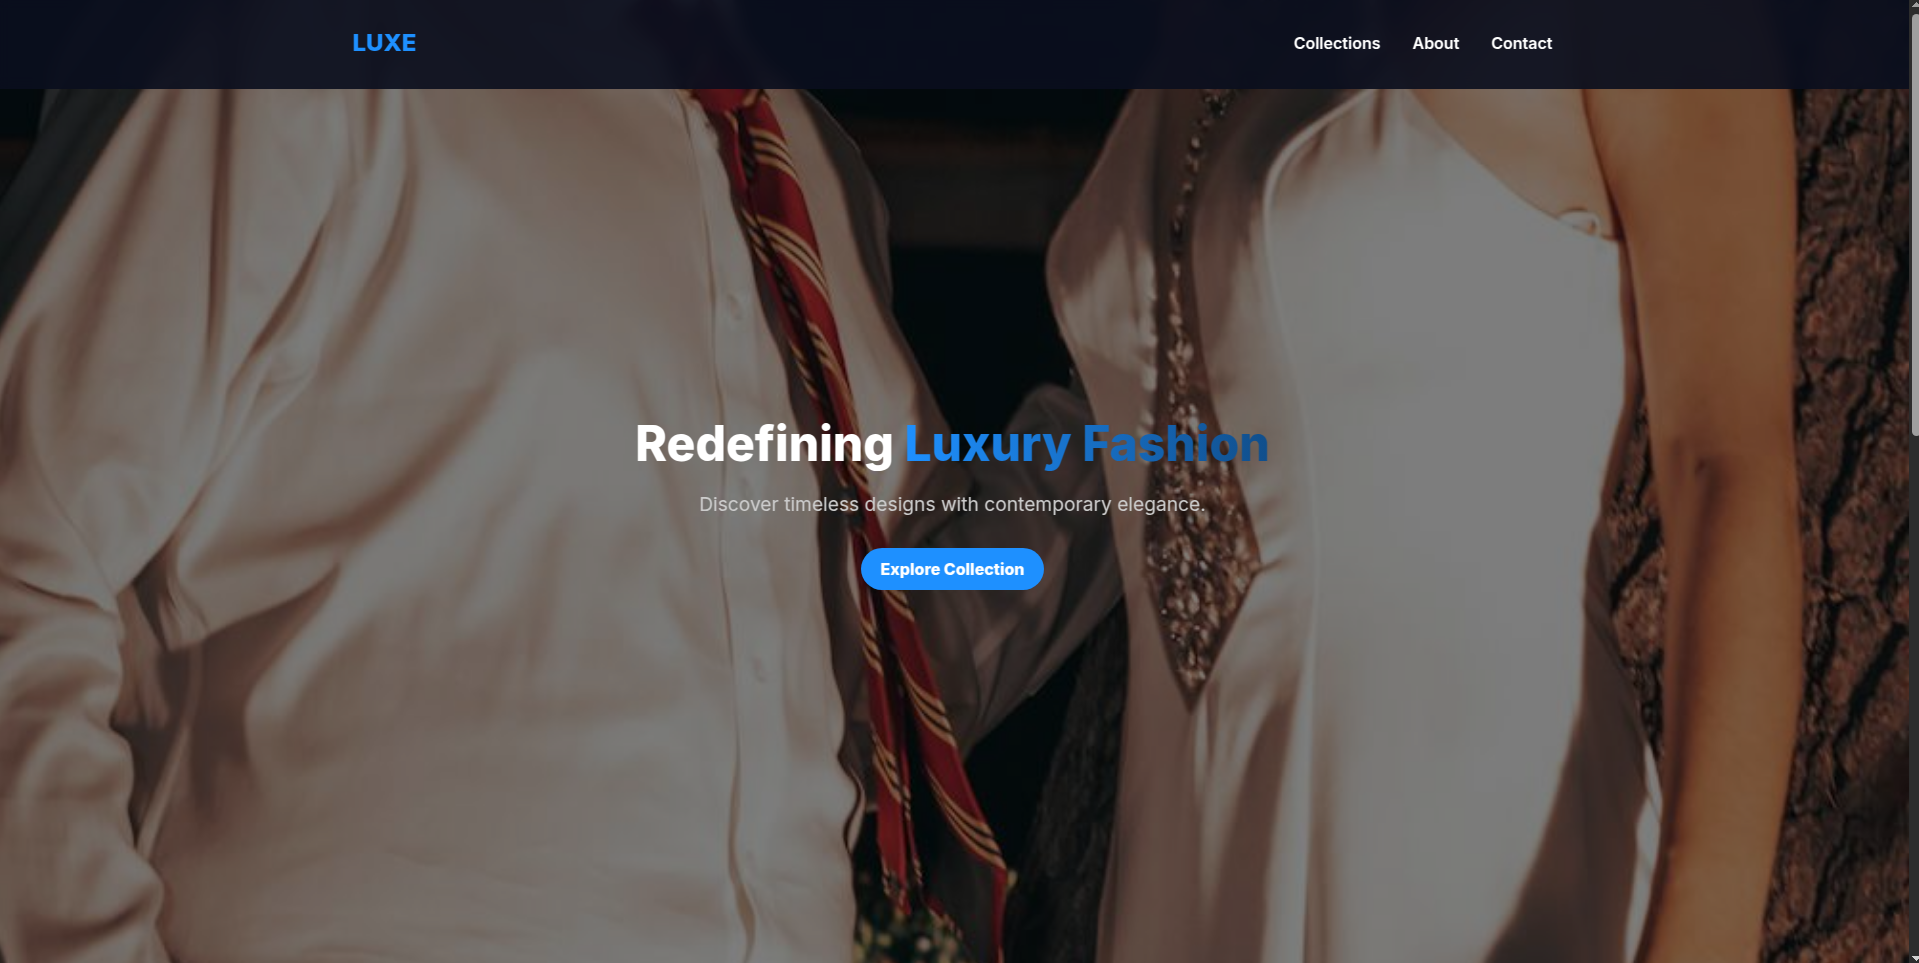 LUXE
Collections About Contact
Redefining Luxury Fashion
Discover timeless designs with contemporary elegance.
Explore Collection